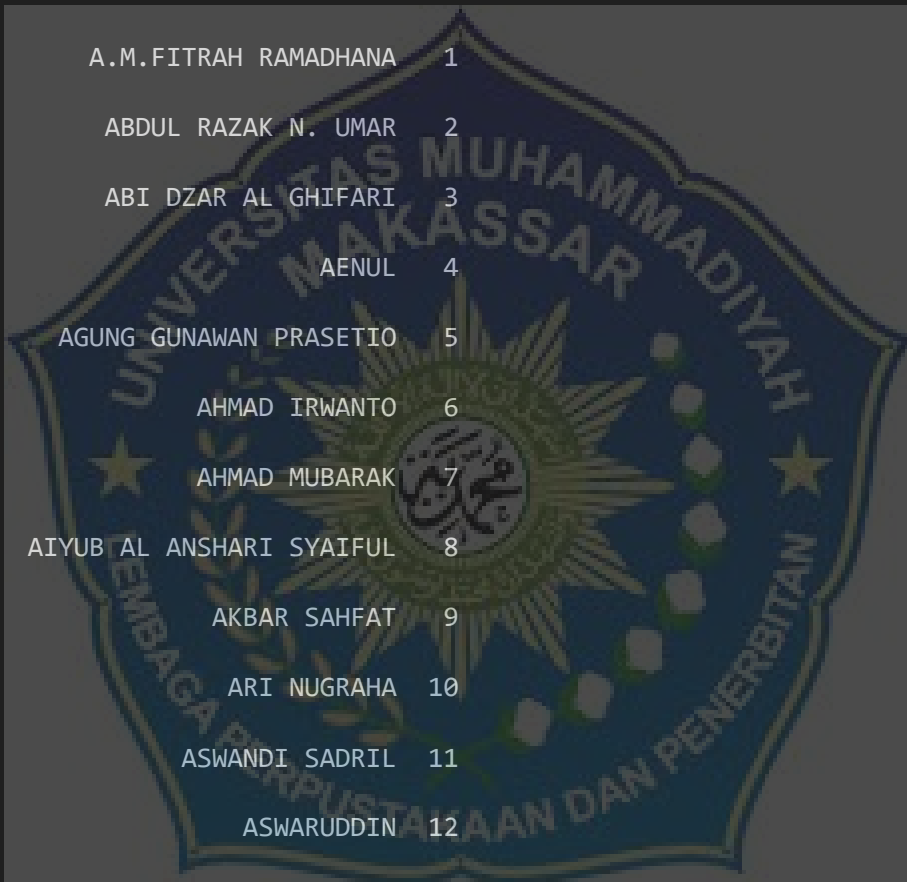 A.M.FITRAH RAMADHANA 1
ABDUL RAZAK N. UMAR 2
ABI DZAR AL GHIFARI 3
AENUL 4
AGUNG GUNAWAN PRASETIO 5
AHMAD IRWANTO 6
AHMAD MUBARAK 7
AIYUB AL ANSHARI SYAIFUL 8
AKBAR SAHFAT 9
ARI NUGRAHA 10
ASWANDI SADRIL 11
ASWARUDDIN 12
UNIVERSITAS MUHAMMADIYAH
MAKASSAR
LEMBAGA PERPUSTAKAAN DAN PENERBITAN